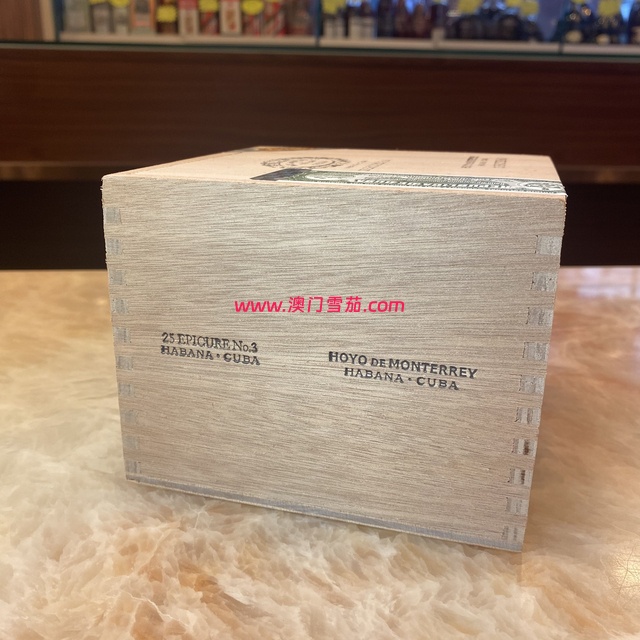 www.澳门雪茄.com
25 EPICURE No.3
HABANA • CUBA
HOYO DE MONTERREY
HABANA • CUBA